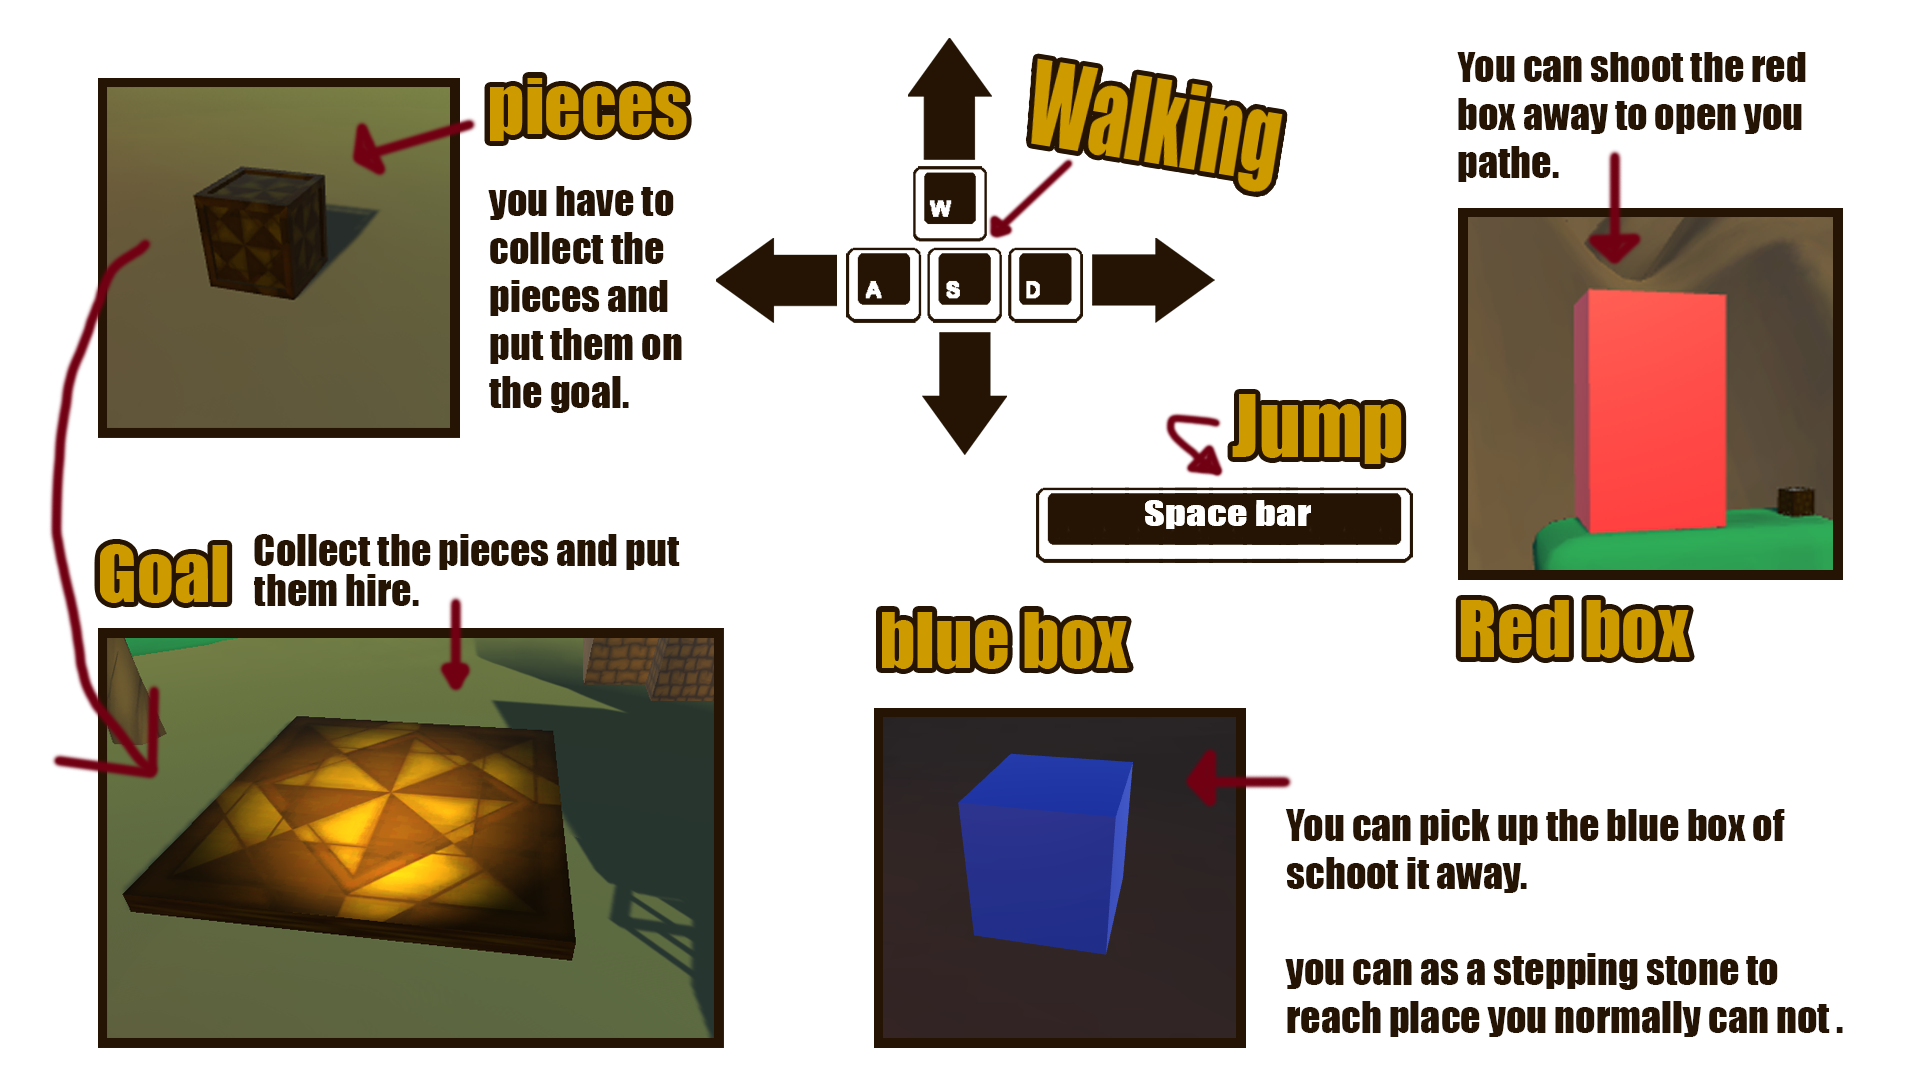 pieces
you have to
collect the
pieces and
put them on
the goal.
Walking
W
A
S
D
Jump
Space bar
You can shoot the red
box away to open you
pathe.
Red box
Goal
Collect the pieces and put
them hire.
blue box
You can pick up the blue box of
schoot it away.
you can as a stepping stone to
reach place you normally can not .